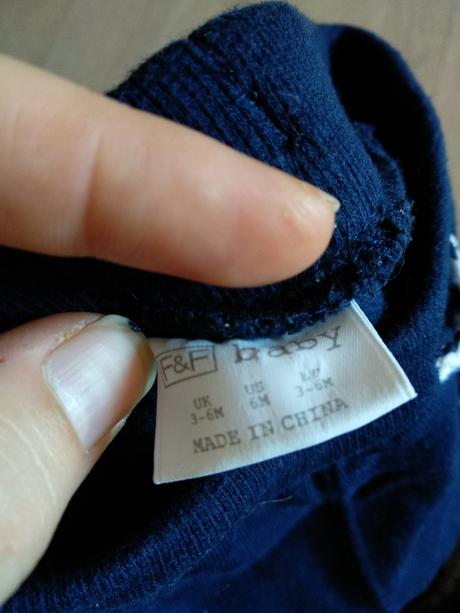 F&F baby
UK US EU
3-6M 6M 3-6M
MADE IN CHINA